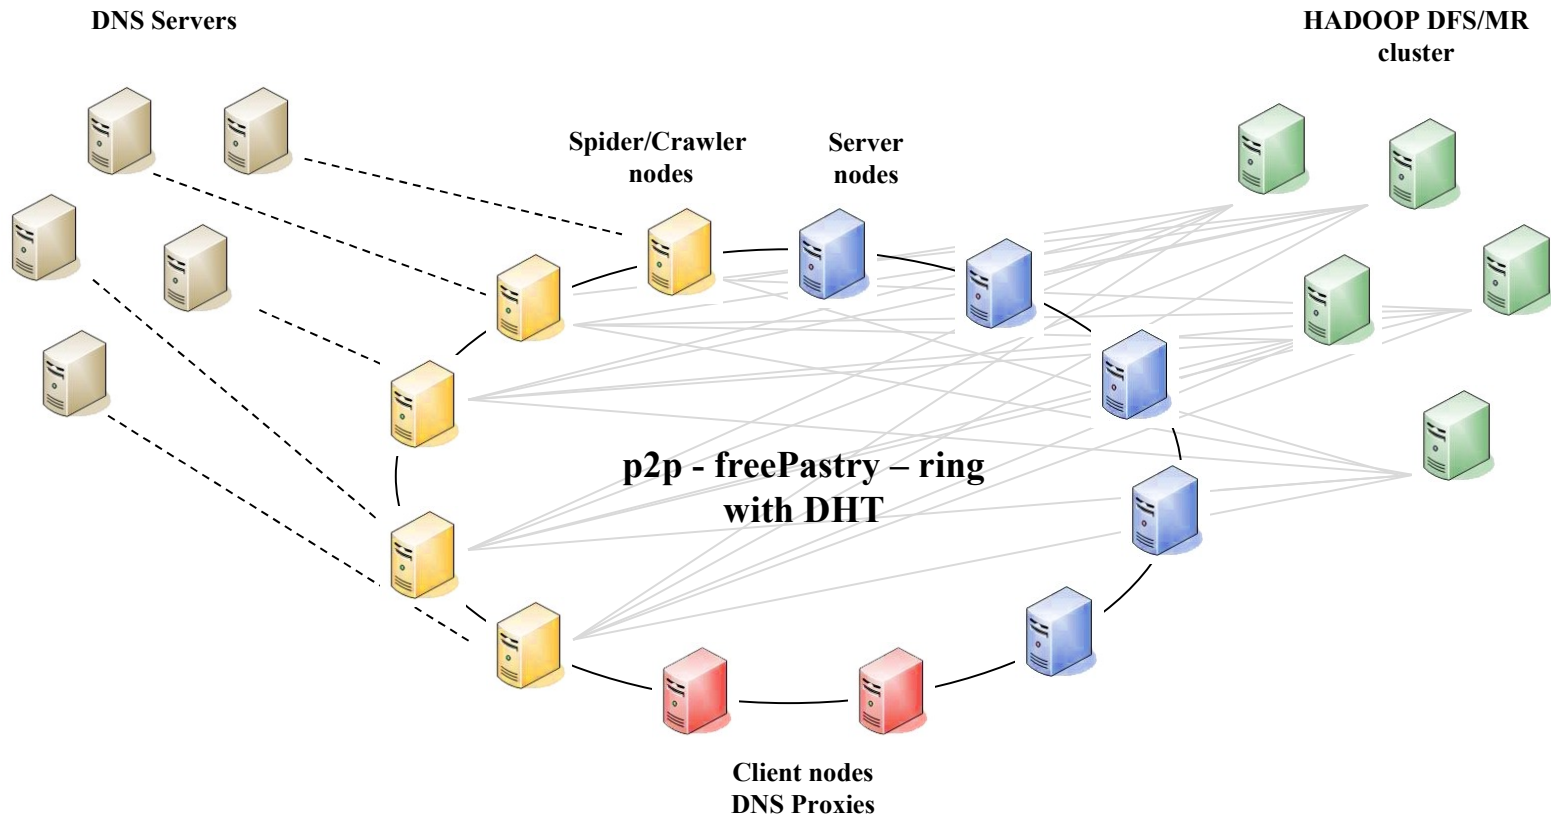 DNS Servers
HADOOP DFS/MR
cluster
Spider/Crawler
nodes
Server
nodes
p2p - freePastry – ring
with DHT
Client nodes
DNS Proxies